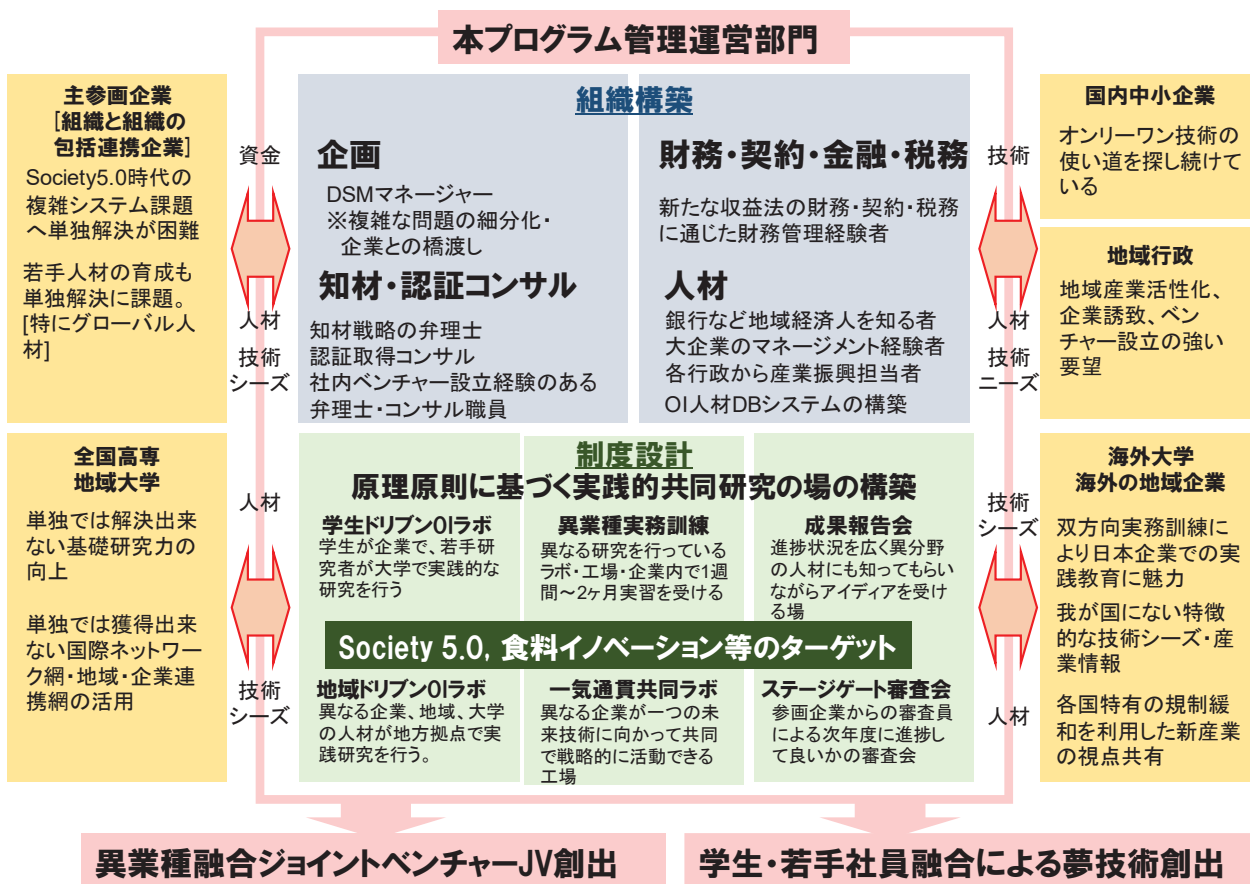 本プログラム管理運営部門
主参画企業
[組織と組織の
包括連携企業]
Society5.0時代の
複雑システム課題
へ単独解決が困難
若手人材の育成も
単独解決に課題。
[特にグローバル人
材]
資金
人材
技術
シーズ
組織構築
企画
DSMマネージャー
※複雑な問題の細分化・
企業との橋渡し
知材・認証コンサル
知材戦略の弁理士
認証取得コンサル
社内ベンチャー設立経験のある
弁理士・コンサル職員
財務・契約・金融・税務
新たな収益法の財務・契約・税務
に通じた財務管理経験者
人材
銀行など地域経済人を知る者
大企業のマネージメント経験者
各行政から産業振興担当者
OI人材DBシステムの構築
技術
人材
技術
ニーズ
国内中小企業
オンリーワン技術の
使い道を探し続けて
いる
地域行政
地域産業活性化、
企業誘致、ベン
チャー設立の強い
要望
全国高専
地域大学
単独では解決出来
ない基礎研究力の
向上
単独では獲得出来
ない国際ネットワー
ク網・地域・企業連
携網の活用
人材
技術
シーズ
制度設計
原理原則に基づく実践的共同研究の場の構築
学生ドリブンOIラボ
学生が企業で、若手研
究者が大学で実践的な
研究を行う
異業種実務訓練
異なる研究を行っている
ラボ・工場・企業内で1週
間～2ヶ月実習を受ける
成果報告会
進捗状況を広く異分野
の人材にも知ってもらい
ながらアイディアを受け
る場
Society 5.0, 食料イノベーション等のターゲット
地域ドリブンOIラボ
異なる企業、地域、大学
の人材が地方拠点で実
践研究を行う。
一気通貫共同ラボ
異なる企業が一つの未
来技術に向かって共同
で戦略的に活動できる
工場
ステージゲート審査会
参画企業からの審査員
による次年度に進捗し
て良いかの審査会
技術
シーズ
人材
海外大学
海外の地域企業
双方向実務訓練に
より日本企業での実
践教育に魅力
我が国にない特徴
的な技術シーズ・産
業情報
各国特有の規制緩
和を利用した新産業
の視点共有
異業種融合ジョイントベンチャーJV創出
学生・若手社員融合による夢技術創出